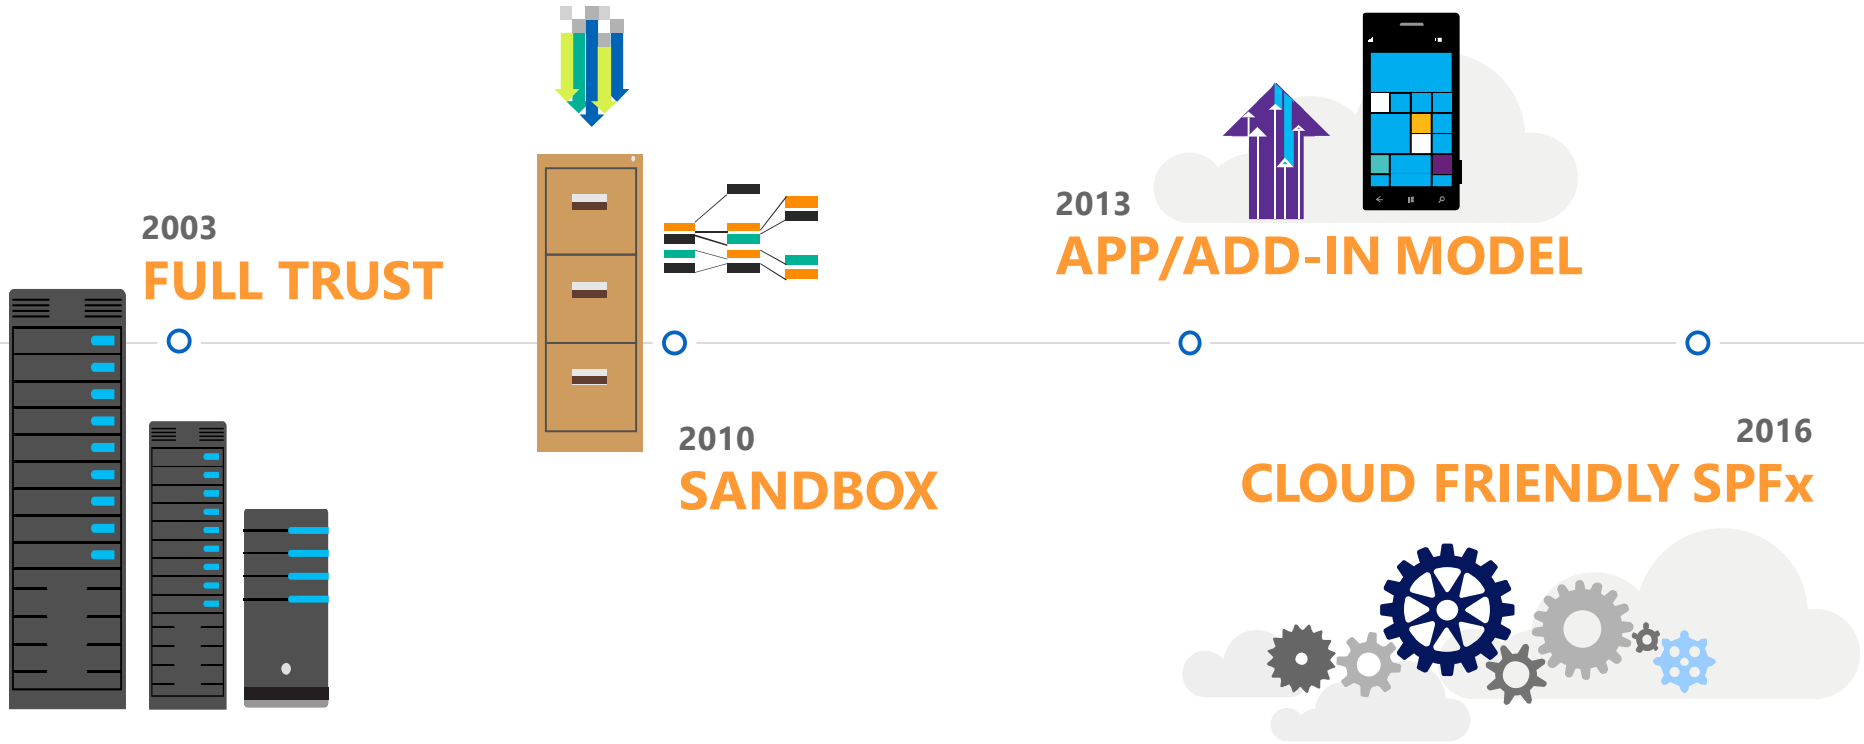 2003
FULL TRUST
2010
SANDBOX
2013
APP/ADD-IN MODEL
2016
CLOUD FRIENDLY SPFx